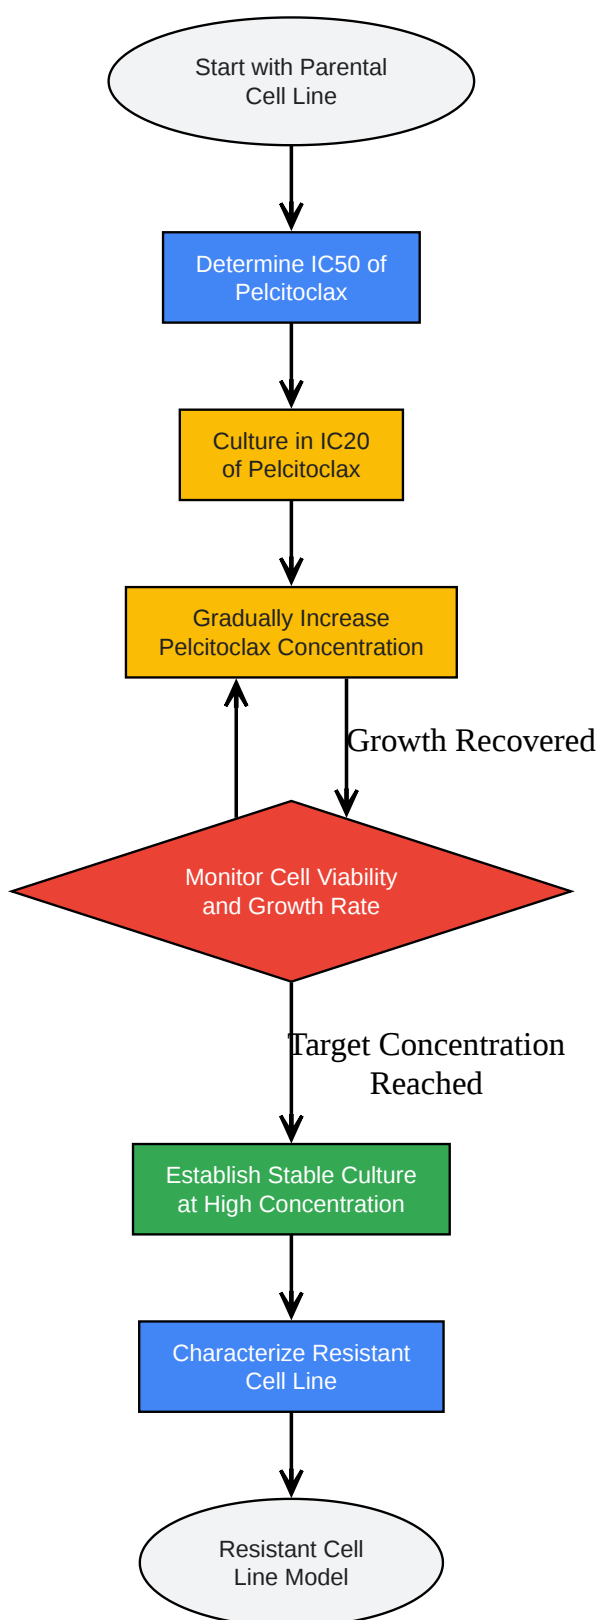 Start with Parental
Cell Line
Determine IC50 of
Pelcitoclax
Culture in IC20
of Pelcitoclax
Gradually Increase
Pelcitoclax Concentration
Growth Recovered
Monitor Cell Viability
and Growth Rate
Target Concentration
Reached
Establish Stable Culture
at High Concentration
Characterize Resistant
Cell Line
Resistant Cell
Line Model